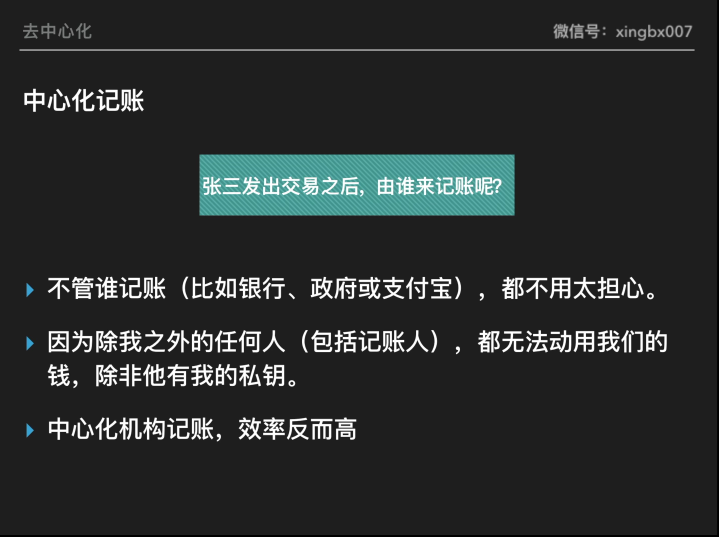 去中心化
微信号：xingbx007
中心化记账
张三发出交易之后，由谁来记账呢？
不管谁记账（比如银行、政府或支付宝），都不用太担心。
因为除我之外的任何人（包括记账人），都无法动用我们的
钱，除非他有我的私钥。
中心化机构记账，效率反而高